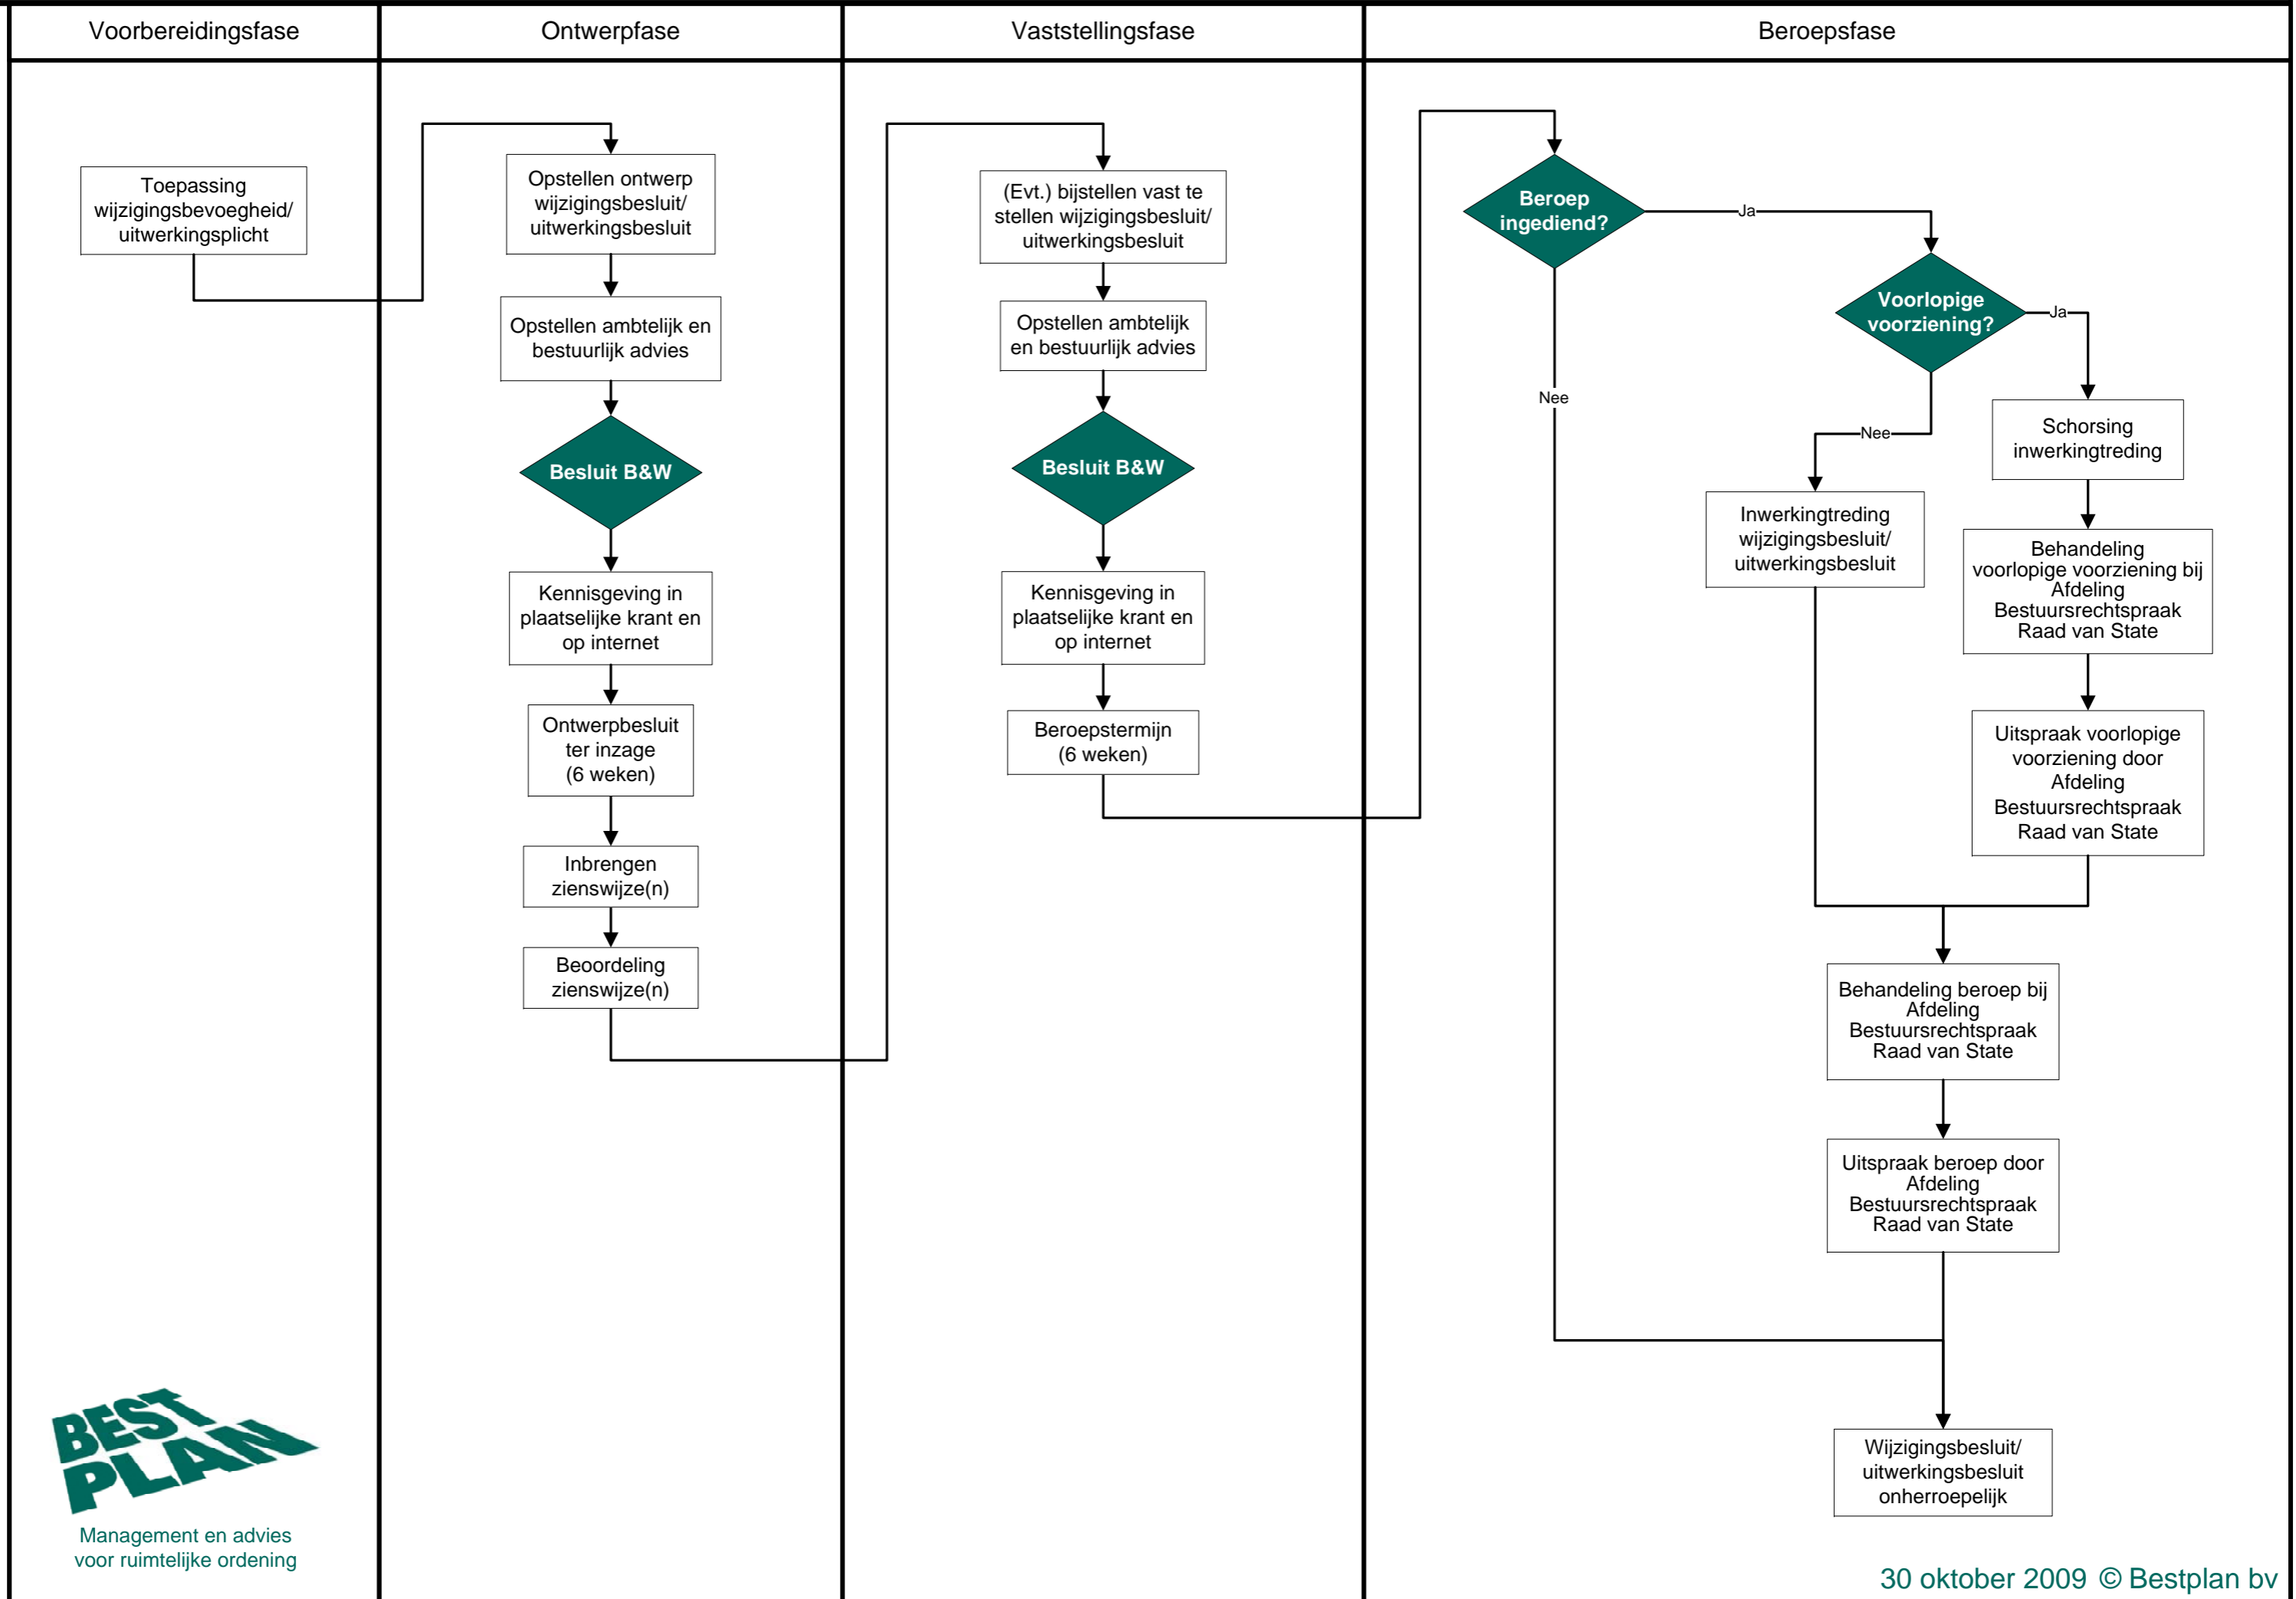 Voorbereidingsfase
Ontwerpfase
Vaststellingsfase
Beroepsfase
Toepassing
wijzigingsbevoegheid/
uitwerkingsplicht
Opstellen ontwerp
wijzigingsbesluit/
uitwerkingsbesluit
Opstellen ambtelijk en
bestuurlijk advies
Besluit B&W
Kennisgeving in
plaatselijke krant en
op internet
Ontwerpbesluit
ter inzage
(6 weken)
Inbrengen
zienswijze(n)
Beoordeling
zienswijze(n)
(Evt.) bijstellen vast te
stellen wijzigingsbesluit/
uitwerkingsbesluit
Opstellen ambtelijk
en bestuurlijk advies
Besluit B&W
Kennisgeving in
plaatselijke krant en
op internet
Beroepstermijn
(6 weken)
Beroep
ingediend?
Ja
Nee
Voorlopige
voorziening?
Ja
Nee
Schorsing
inwerkingtreding
Inwerkingtreding
wijzigingsbesluit/
uitwerkingsbesluit
Behandeling
voorlopige voorziening bij
Afdeling
Bestuursrechtspraak
Raad van State
Uitspraak voorlopige
voorziening door
Afdeling
Bestuursrechtspraak
Raad van State
Behandeling beroep bij
Afdeling
Bestuursrechtspraak
Raad van State
Uitspraak beroep door
Afdeling
Bestuursrechtspraak
Raad van State
Wijzigingsbesluit/
uitwerkingsbesluit
onherroepelijk
BEST
PLAN
Management en advies
voor ruimtelijke ordening
30 oktober 2009 © Bestplan bv